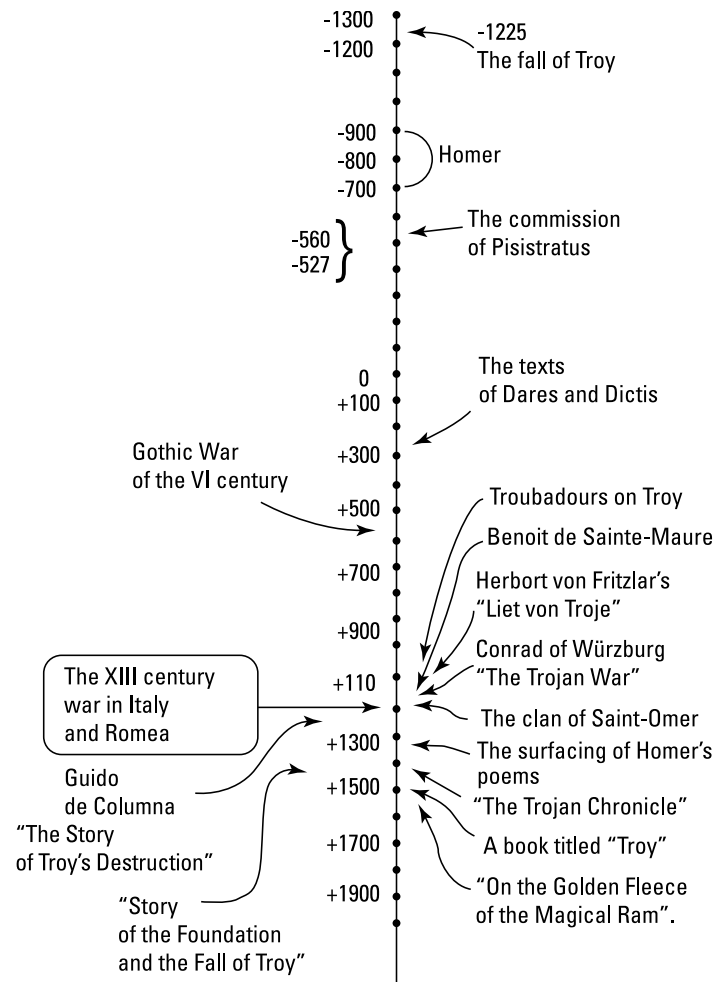 -1300
-1225
-1200
The fall of Troy
-900
-800
Homer
-700
The commission
of Pisistratus
-560
-527
The texts
of Dares and Dictis
0
+100
+300
Gothic War
of the VI century
+500
Troubadours on Troy
Benoit de Sainte-Maure
+700
Herbort von Fritzlar's
“Liet von Troje”
+900
Conrad of Würzburg
“The Trojan War”
The XIII century
war in Italy
and Romea
+110
The clan of Saint-Omer
+1300
The surfacing of Homer's
poems
Guido
de Columna
“The Story
of Troy's Destruction”
+1500
“The Trojan Chronicle”
A book titled “Troy”
+1700
“On the Golden Fleece
of the Magical Ram”.
+1900
“Story
of the Foundation
and the Fall of Troy”